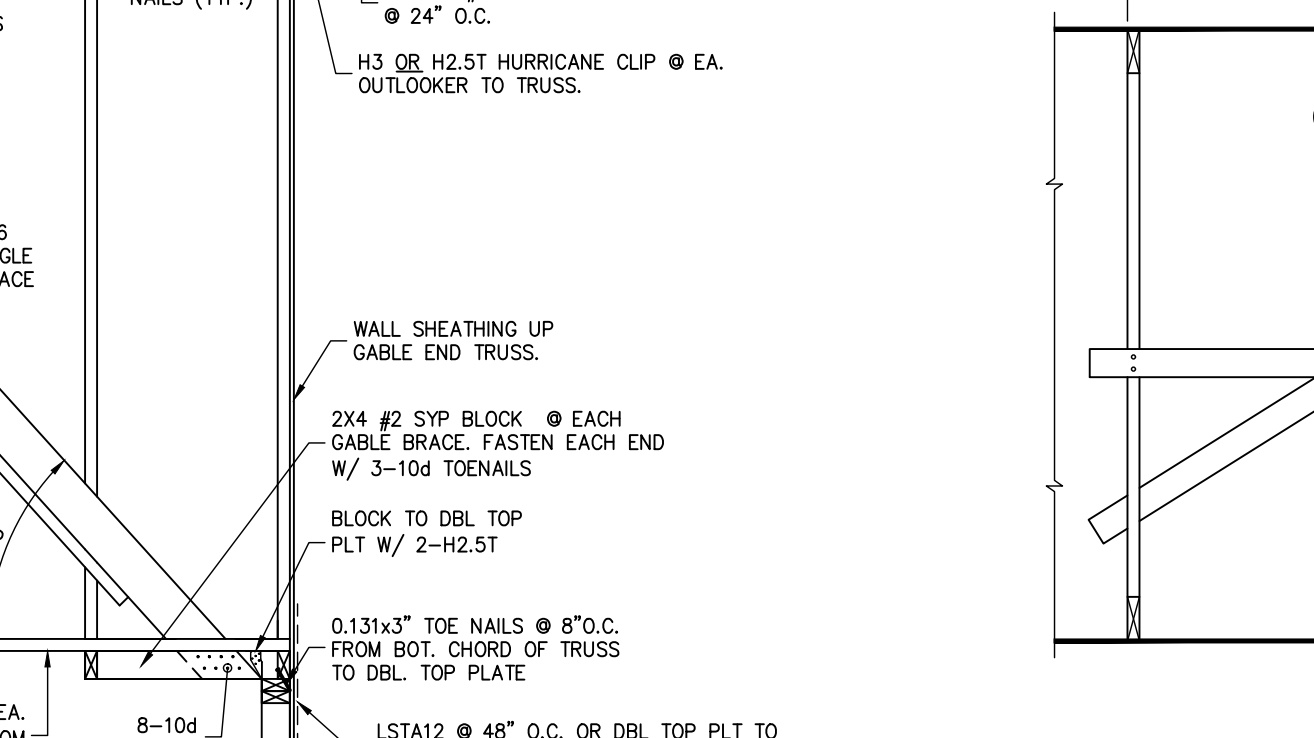 NAILS (TYP.)
@ 24" O.C.
H3 OR H2.5T HURRICANE CLIP @ EA.
OUTLOOKER TO TRUSS.
WALL SHEATHING UP
GABLE END TRUSS.
2X4 #2 SYP BLOCK @ EACH
GABLE BRACE. FASTEN EACH END
W/ 3-10d TOENAILS
BLOCK TO DBL TOP
PLT W/ 2-H2.5T
0.131x3" TOE NAILS @ 8"O.C.
FROM BOT. CHORD OF TRUSS
TO DBL. TOP PLATE
EA.
8-10d
LSTA12 @ 48" O.C. OR DBL TOP PLT TO